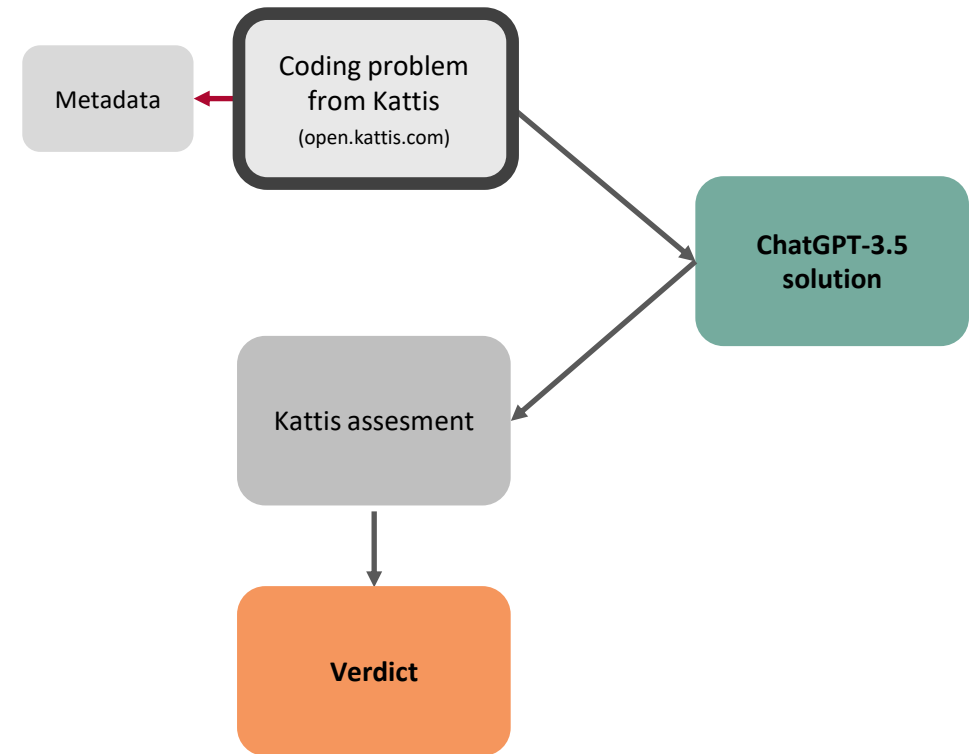 Metadata
Coding problem
from Kattis
(open.kattis.com)
ChatGPT-3.5
solution
Kattis assesment
Verdict